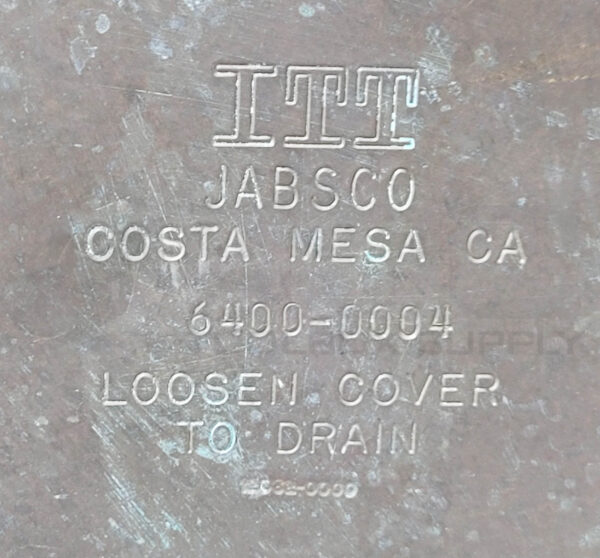 ITT
JABSCO
COSTA MESA CA
6400-0004
LOOSEN COVER
TO DRAIN